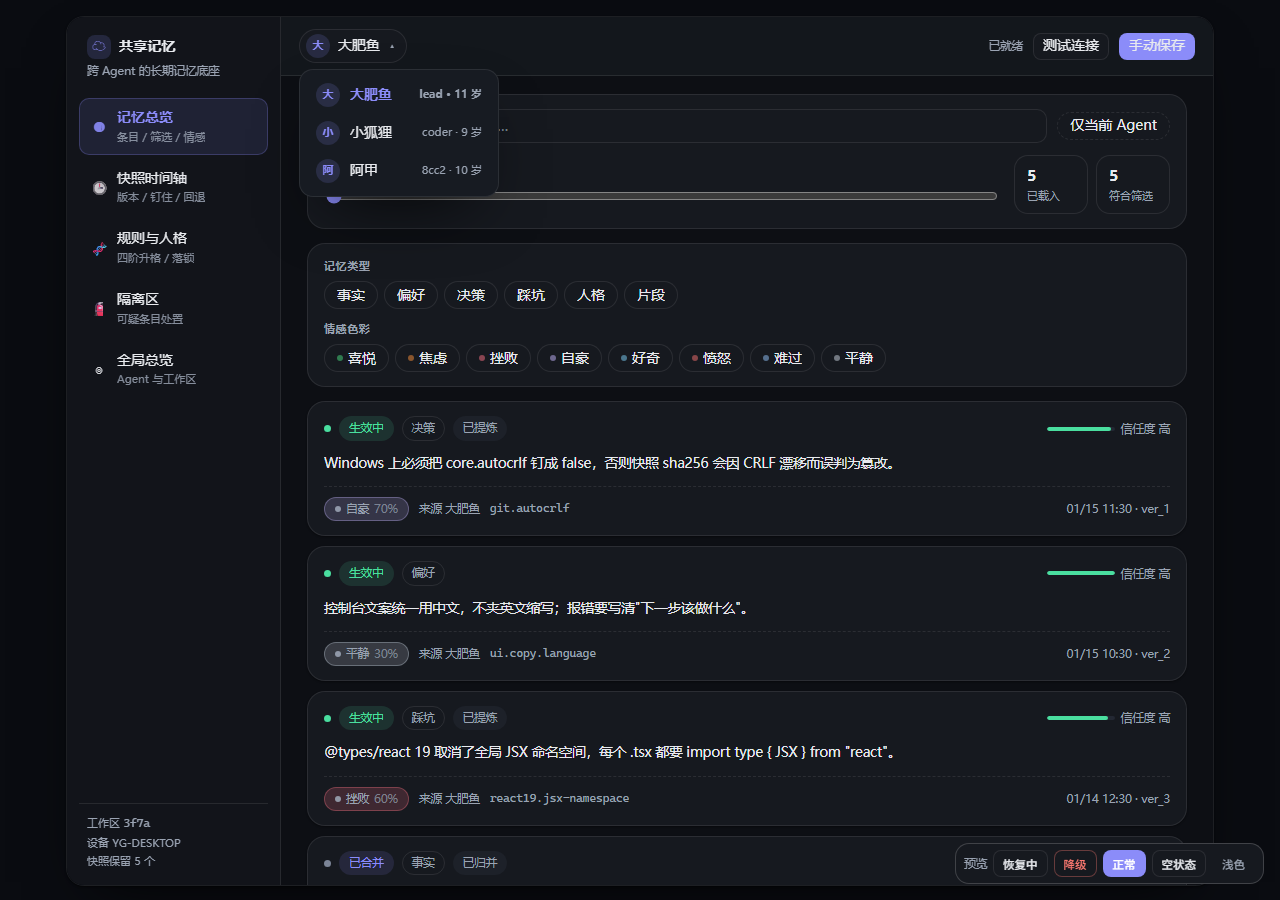 共享记忆
跨 Agent 的长期记忆底座
记忆总览
条目 / 筛选 / 情感
快照时间轴
版本 / 钉住 / 回退
规则与人格
四阶升格 / 落锁
隔离区
可疑条目处置
全局总览
Agent 与工作区
工作区 3f7a
设备 YG-DESKTOP
快照保留 5 个
大 大肥鱼
已就绪 测试连接 手动保存
大 大肥鱼 lead • 11 岁
小 小狐狸 coder · 9 岁
阿 阿甲 8cc2 · 10 岁
... 仅当前 Agent
5 已载入
5 符合筛选
记忆类型
事实 偏好 决策 踩坑 人格 片段
情感色彩
喜悦 焦虑 挫败 自豪 好奇 愤怒 难过 平静
生效中 决策 已提炼 信任度 高
Windows 上必须把 core.autocrlf 钉成 false，否则快照 sha256 会因 CRLF 漂移而误判为篡改。
自豪 70% 来源 大肥鱼 git.autocrlf 01/15 11:30 · ver_1
生效中 偏好 信任度 高
控制台文案统一用中文，不夹英文缩写；报错要写清"下一步该做什么"。
平静 30% 来源 大肥鱼 ui.copy.language 01/15 10:30 · ver_2
生效中 踩坑 已提炼 信任度 高
@types/react 19 取消了全局 JSX 命名空间，每个 .tsx 都要 import type { JSX } from "react"。
挫败 60% 来源 大肥鱼 react19.jsx-namespace 01/14 12:30 · ver_3
已合并 事实 已归并
预览 恢复中 降级 正常 空状态 浅色